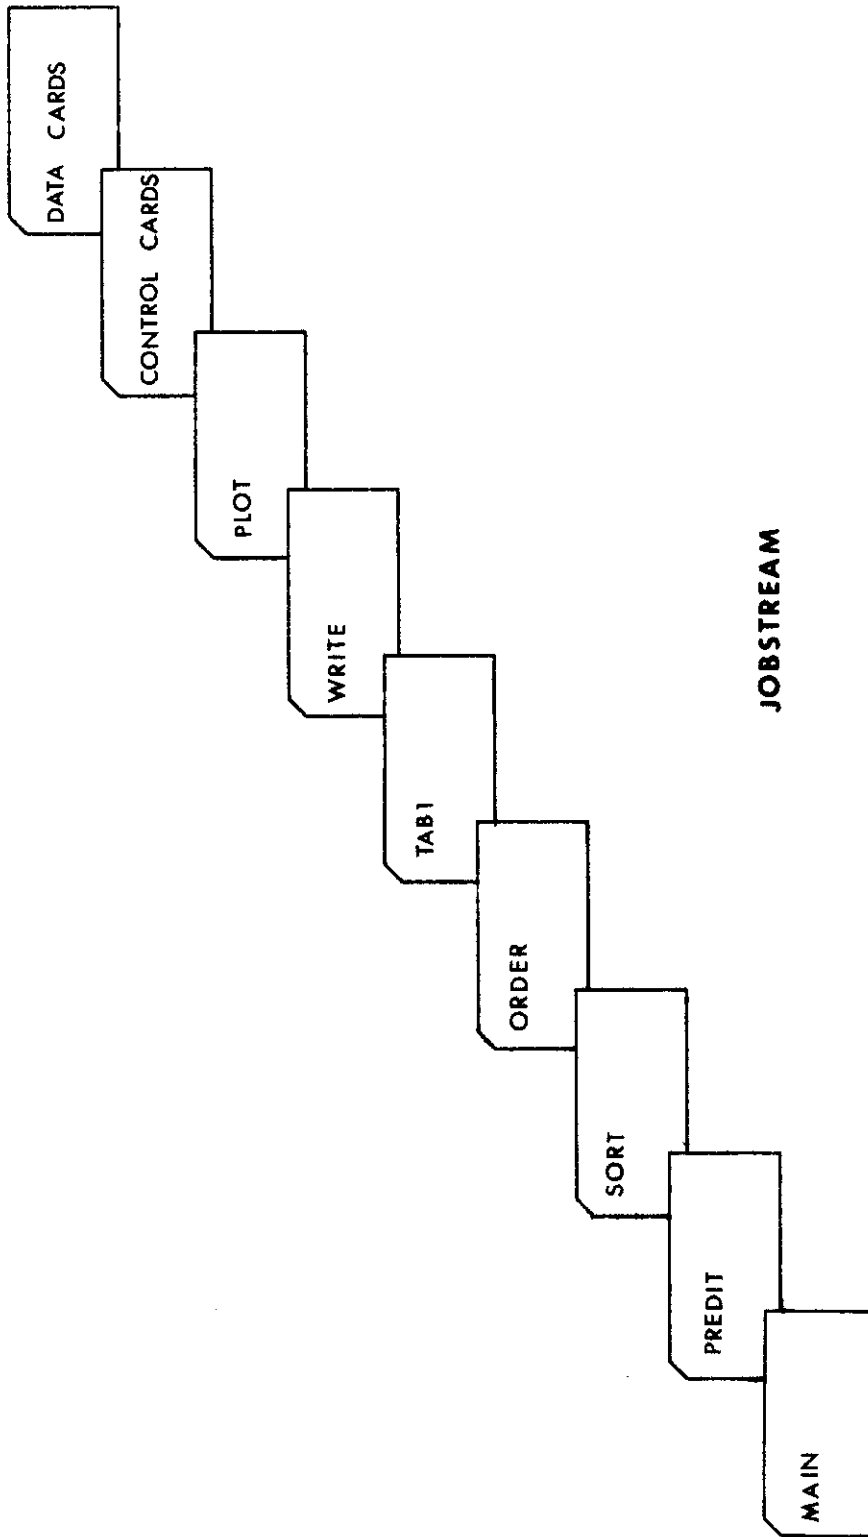 DATA CARDS
CONTROL CARDS
PLOT
WRITE
TAB1
ORDER
SORT
PREDIT
MAIN
JOBSTREAM